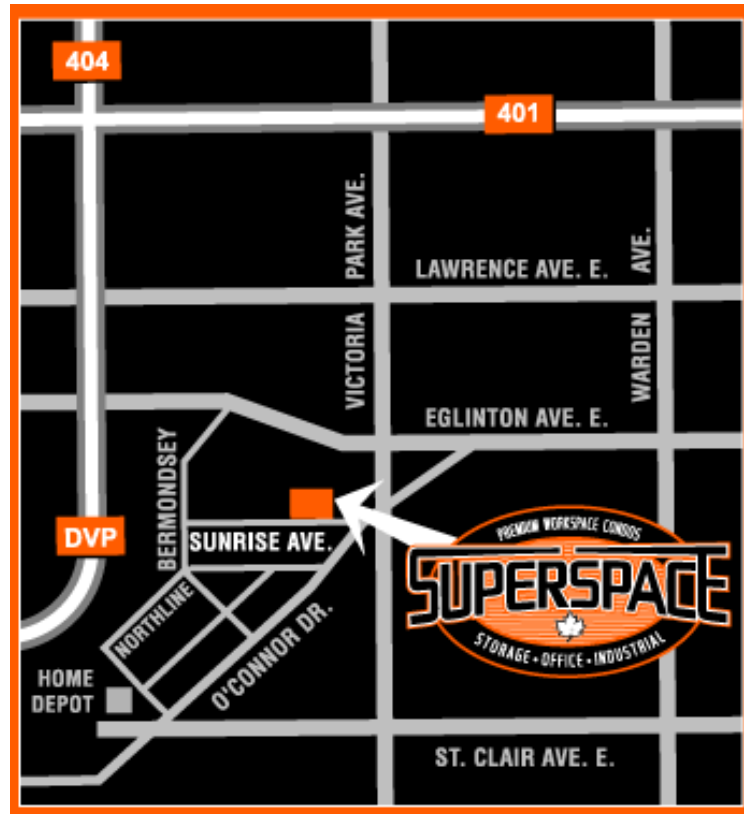 404
401
PARK AVE.
AVE.
LAWRENCE AVE. E.
VICTORIA
WARDEN
EGLINTON AVE. E.
BERMONDSEY
DVP
SUNRISE AVE.
PREMIUM WORKSPACE CONDOS
SUPERSPACE
STORAGE • OFFICE • INDUSTRIAL
NORTHLINE
O'CONNOR DR.
HOME
DEPOT
ST. CLAIR AVE. E.